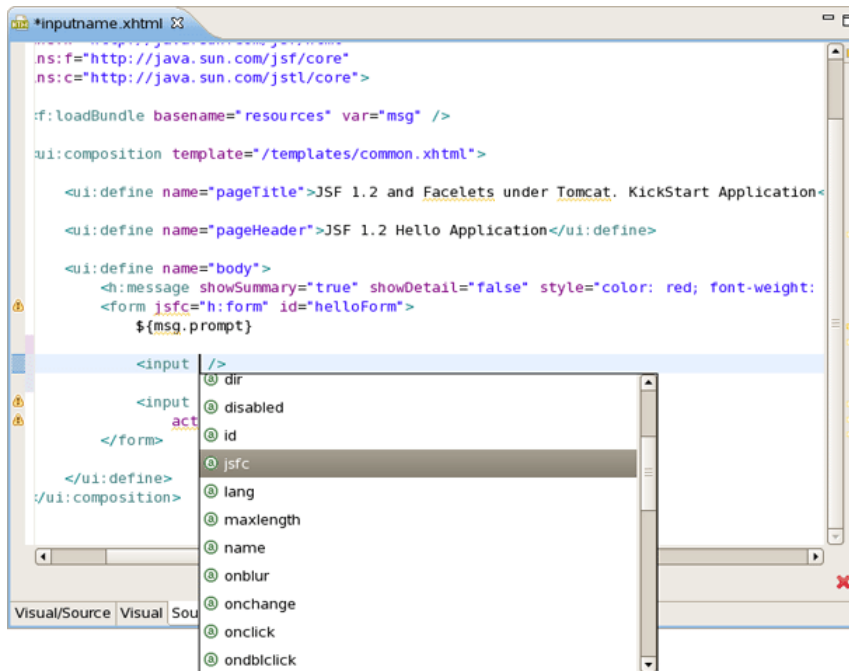 *inputname.xhtml
ns:f="http://java.sun.com/jsf/core"
ns:c="http://java.sun.com/jstl/core">
f:loadBundle basename="resources" var="msg" />
ui:composition template="/templates/common.xhtml">
<ui:define name="pageTitle">JSF 1.2 and Facelets under Tomcat. KickStart Application<
<ui:define name="pageHeader">JSF 1.2 Hello Application</ui:define>
<ui:define name="body">
<h:message showSummary="true" showDetail="false" style="color: red; font-weight:
<form jsfc="h:form" id="helloForm">
${msg.prompt}
<input />
dir
<input
disabled
act
id
</form>
jsfc
</ui:define>
lang
/ui:composition>
maxlength
name
onblur
onchange
Visual/Source Visual Sou
onclick
ondblclick